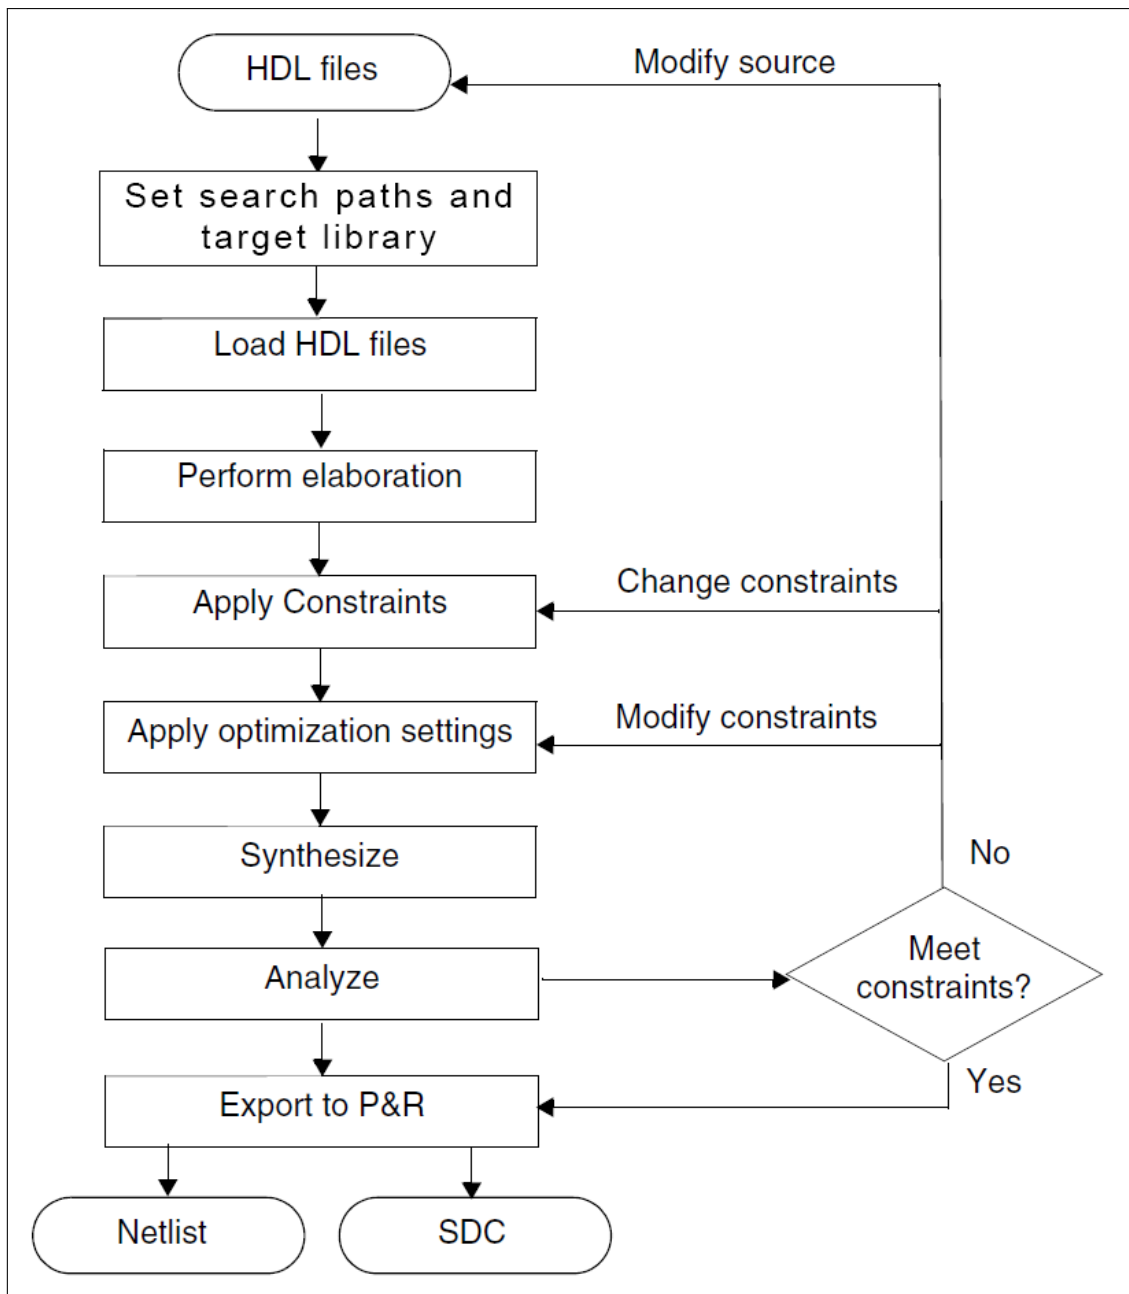 HDL files
Modify source
Set search paths and
target library
Load HDL files
Perform elaboration
Change constraints
Apply Constraints
Modify constraints
Apply optimization settings
Synthesize
No
Meet
constraints?
Analyze
Yes
Export to P&R
Netlist
SDC